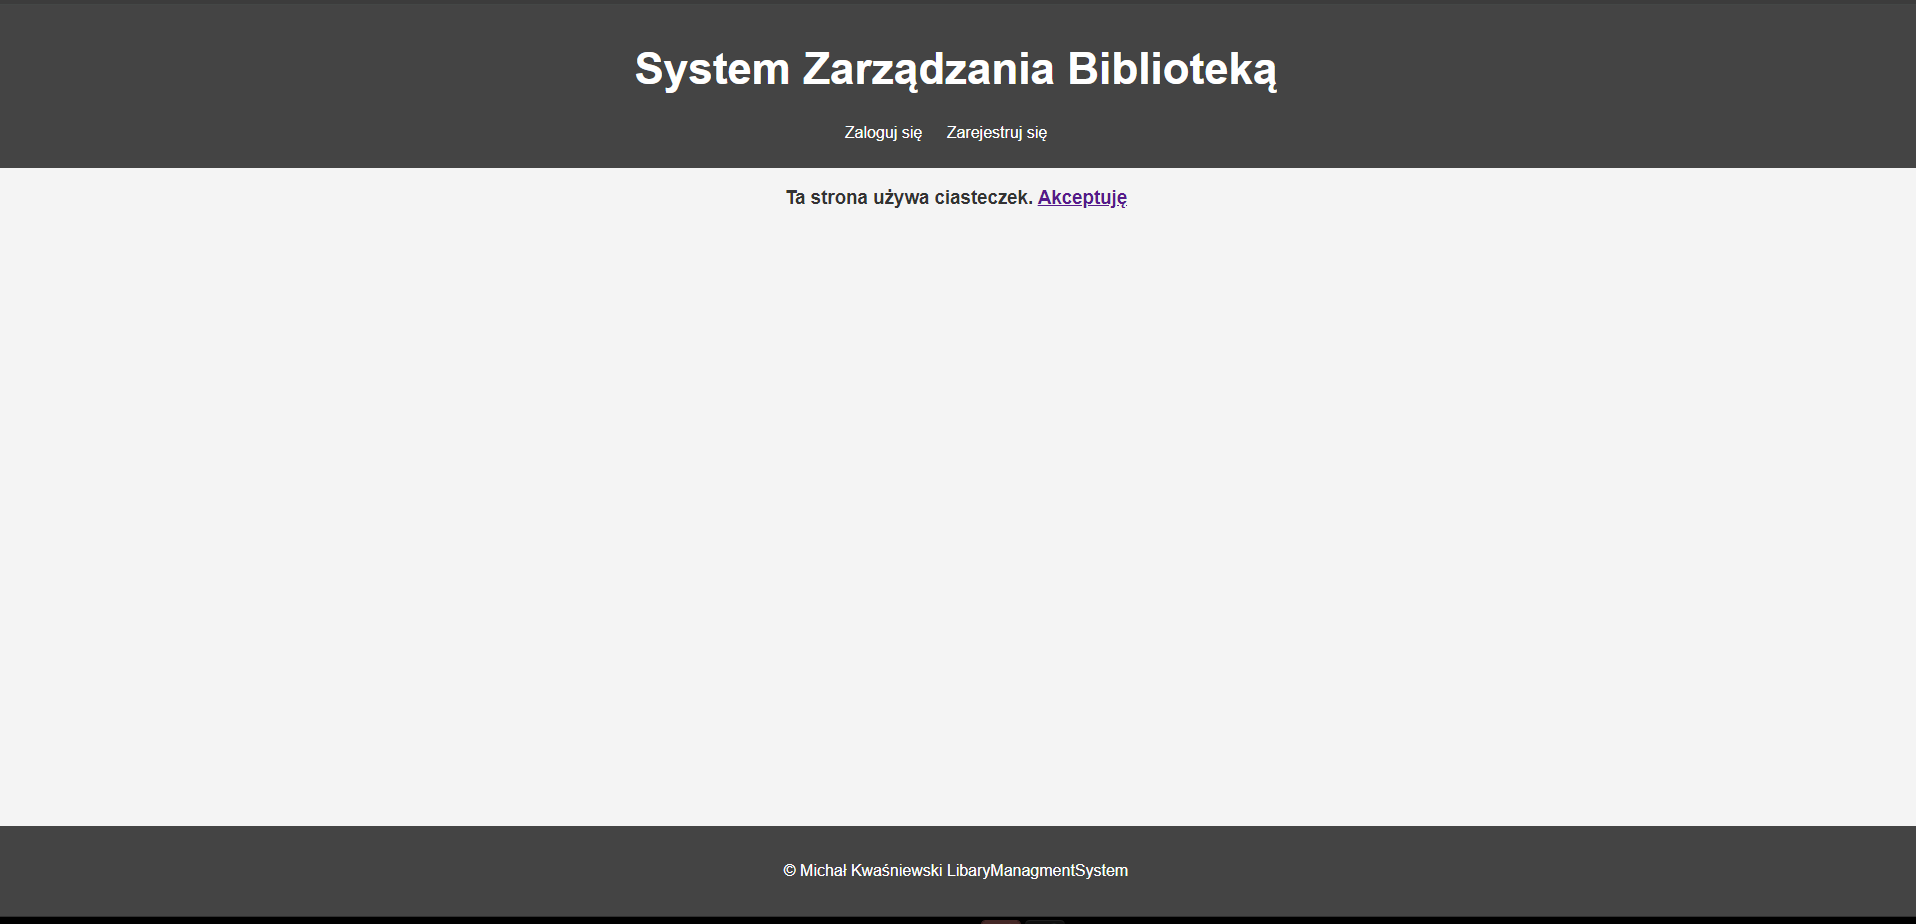 System Zarządzania Biblioteką
Zaloguj się Zarejestruj się
Ta strona używa ciasteczek. Akceptuję
© Michał Kwaśniewski LibaryManagmentSystem